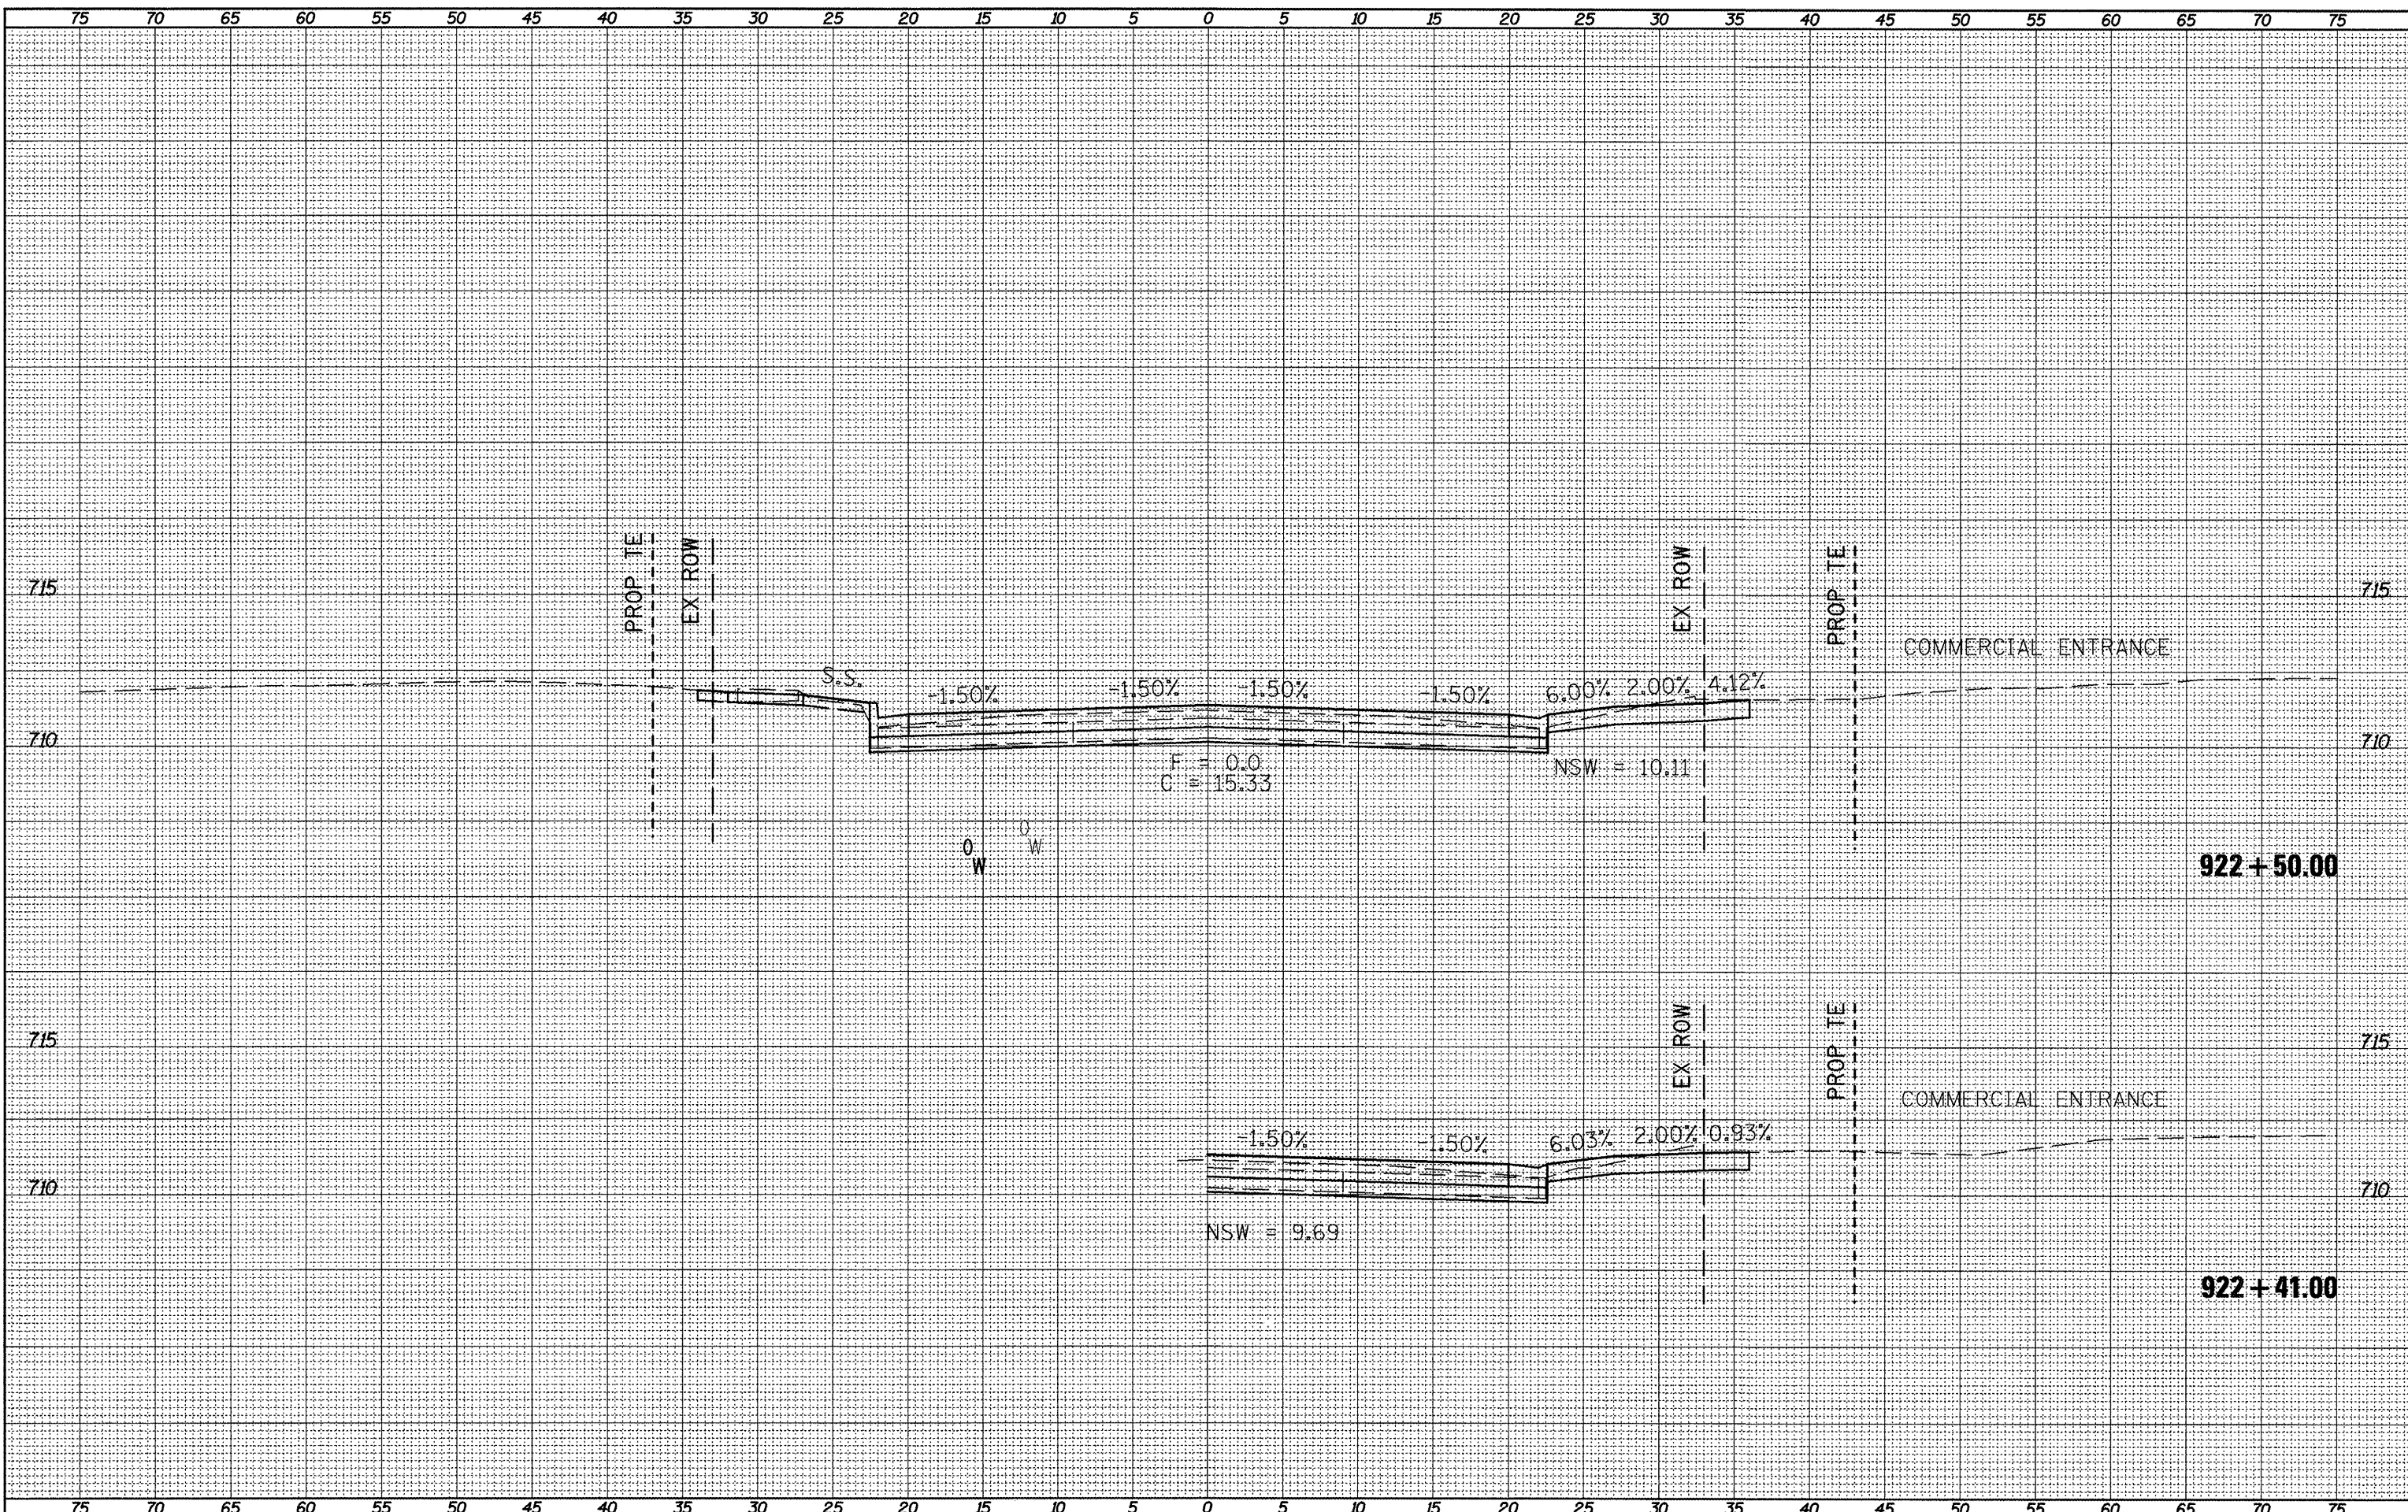 75 70 65 60 55 50 45 40 35 30 25 20 15 10 5 0 5 10 15 20 25 30 35 40 45 50 55 60 65 70 75
PROP TE
EX ROW
EX ROW
PROP TE
715
715
COMMERCIAL ENTRANCE
S.S.
-1.50%
-1.50%
-1.50%
-1.50%
6.00%
2.00%
4.12%
710
710
F = 0.0
C = 15.33
NSW = 10.11
0
W
0
W
922+50.00
EX ROW
PROP TE
715
715
COMMERCIAL ENTRANCE
-1.50%
-1.50%
6.03%
2.00%
0.93%
710
710
NSW = 9.69
922+41.00
75 70 65 60 55 50 45 40 35 30 25 20 15 10 5 0 5 10 15 20 25 30 35 40 45 50 55 60 65 70 75